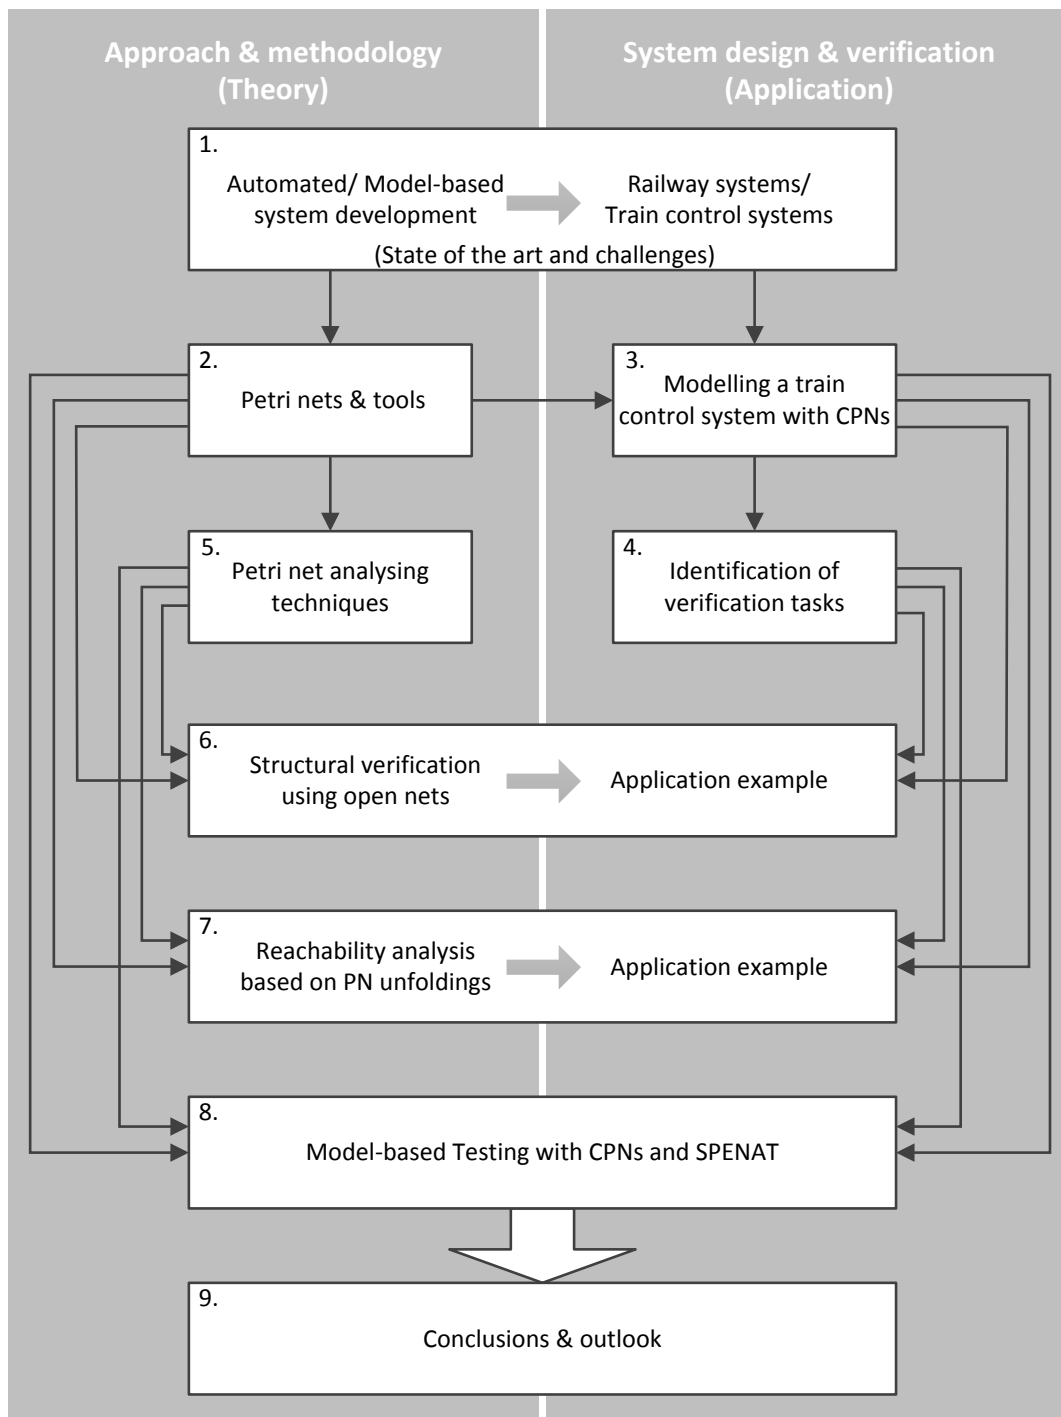 Approach & methodology
(Theory)
System design & verification
(Application)
1.
Automated/ Model-based
system development
Railway systems/
Train control systems
(State of the art and challenges)
2.
Petri nets & tools
3.
Modelling a train
control system with CPNs
5.
Petri net analysing
techniques
4.
Identification of
verification tasks
6.
Structural verification
using open nets
Application example
7.
Reachability analysis
based on PN unfoldings
Application example
8.
Model-based Testing with CPNs and SPENAT
9.
Conclusions & outlook